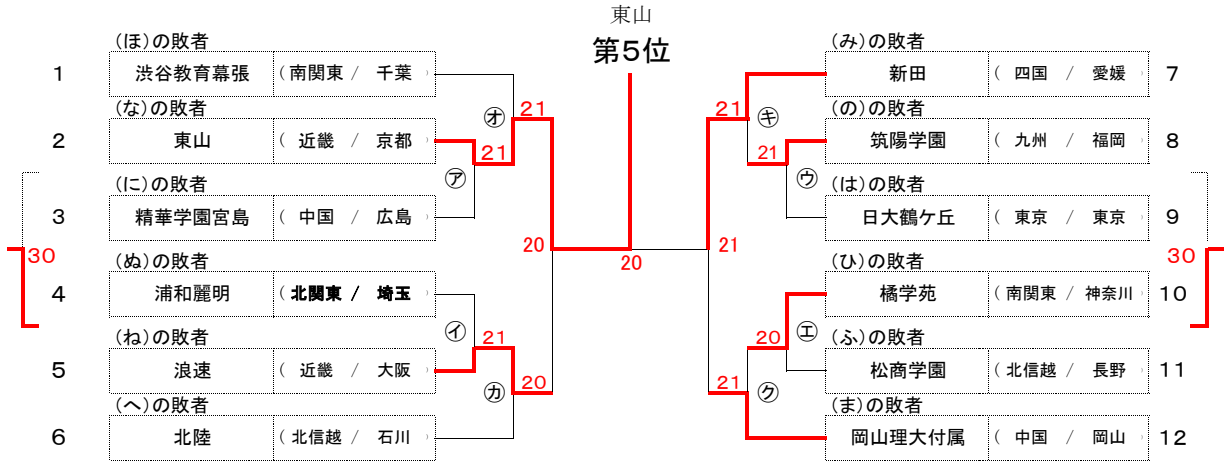 東山
第5位
(ほ)の敗者
1 渋谷教育幕張 ( 南関東 / 千葉 )
(な)の敗者
2 東山 ( 近畿 / 京都 )
(に)の敗者
3 精華学園宮島 ( 中国 / 広島 )
(ぬ)の敗者
4 浦和麗明 ( 北関東 / 埼玉 )
(ね)の敗者
5 浪速 ( 近畿 / 大阪 )
(へ)の敗者
6 北陸 ( 北信越 / 石川 )
30
㋐ 21
㋑ 21
㋔ 21
㋕ 20
20
20
21
21 ㋖
21 ㋒
20 ㋓
21 ㋗
(み)の敗者
新田 ( 四国 / 愛媛 ) 7
(の)の敗者
筑陽学園 ( 九州 / 福岡 ) 8
(は)の敗者
日大鶴ケ丘 ( 東京 / 東京 ) 9
(ひ)の敗者
橘学苑 ( 南関東 / 神奈川 ) 10
(ふ)の敗者
松商学園 ( 北信越 / 長野 ) 11
(ま)の敗者
岡山理大付属 ( 中国 / 岡山 ) 12
30